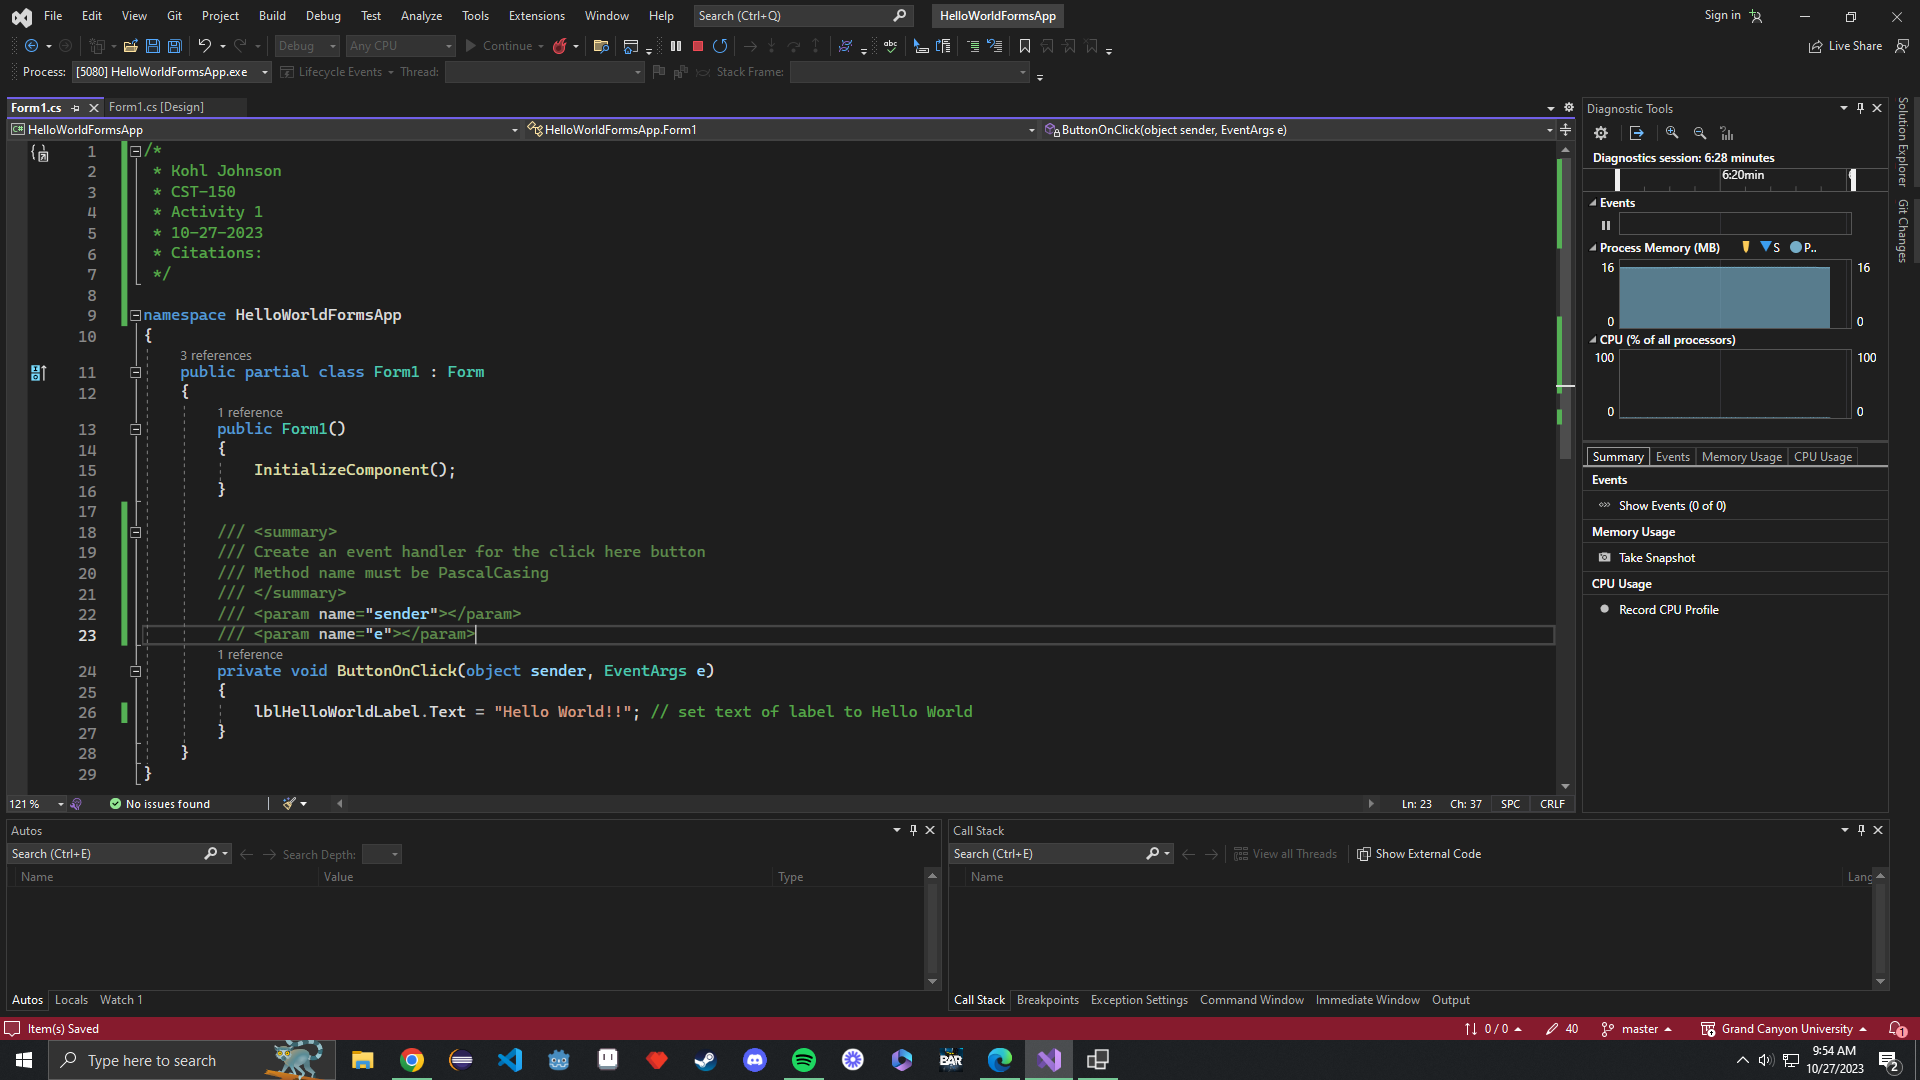 File Edit View Git Project Build Debug Test Analyze Tools Extensions Window Help Search (Ctrl+Q) HelloWorldFormsApp Sign in
Debug Any CPU Continue abc Live Share
Process: [5080] HelloWorldFormsApp.exe Lifecycle Events Thread: Stack Frame:
Form1.cs Form1.cs [Design]
HelloWorldFormsApp HelloWorldFormsApp.Form1 ButtonOnClick(object sender, EventArgs e)
1 /*
2 * Kohl Johnson
3 * CST-150
4 * Activity 1
5 * 10-27-2023
6 * Citations:
7 */
8
9 namespace HelloWorldFormsApp
10 {
3 references
11 public partial class Form1 : Form
12 {
1 reference
13 public Form1()
14 {
15 InitializeComponent();
16 }
17
18 /// <summary>
19 /// Create an event handler for the click here button
20 /// Method name must be PascalCasing
21 /// </summary>
22 /// <param name="sender"></param>
23 /// <param name="e"></param>
1 reference
24 private void ButtonOnClick(object sender, EventArgs e)
25 {
26 lblHelloWorldLabel.Text = "Hello World!!"; // set text of label to Hello World
27 }
28 }
29 }
121 % No issues found Ln: 23 Ch: 37 SPC CRLF
Diagnostic Tools
Diagnostics session: 6:28 minutes
6:20min
Events
Process Memory (MB) S P..
16 16
0 0
CPU (% of all processors)
100 100
0 0
Summary Events Memory Usage CPU Usage
Events
Show Events (0 of 0)
Memory Usage
Take Snapshot
CPU Usage
Record CPU Profile
Solution Explorer
Git Changes
Autos
Search (Ctrl+E) Search Depth:
Name Value Type
Autos Locals Watch 1
Call Stack
Search (Ctrl+E) View all Threads Show External Code
Name Lang
Call Stack Breakpoints Exception Settings Command Window Immediate Window Output
Item(s) Saved 0 / 0 40 master Grand Canyon University 1
Type here to search BAR 9:54 AM
10/27/2023 2